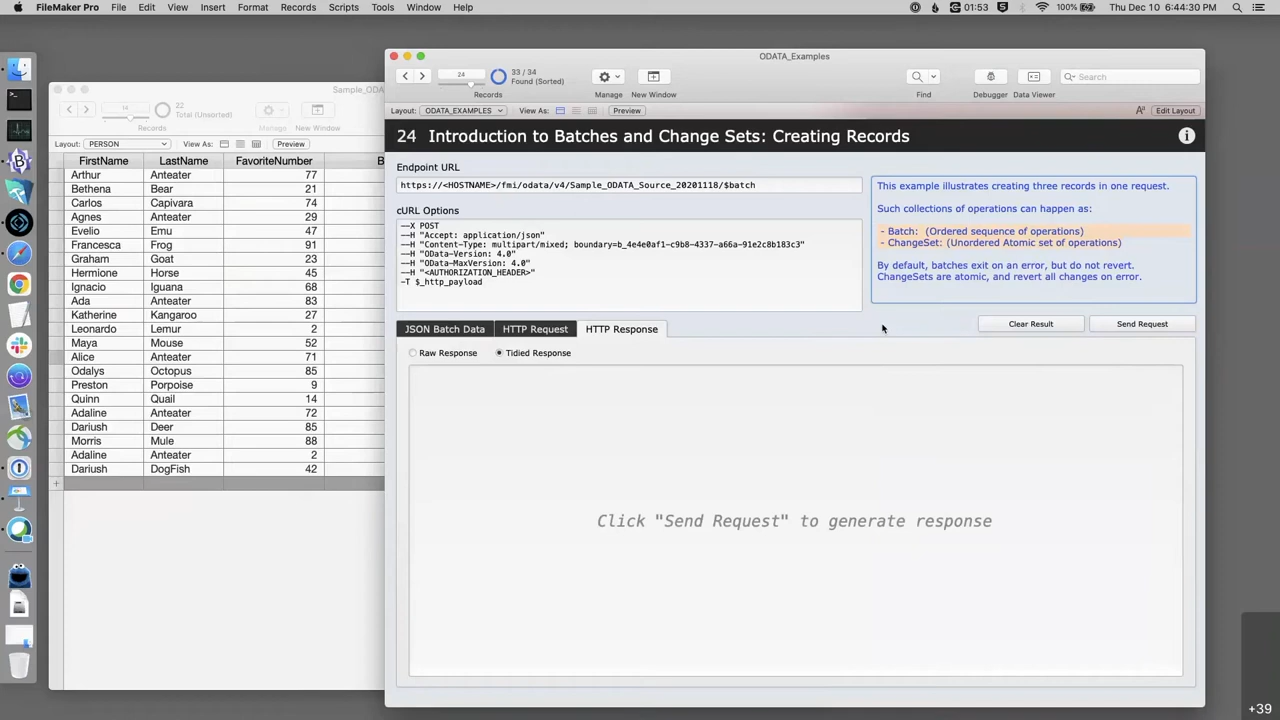 FileMaker Pro File Edit View Insert Format Records Scripts Tools Window Help 01:53 100% Thu Dec 10 6:44:30 PM
Sample_ODA
14
22
Total (Unsorted)
Records Manage New Window
Layout: PERSON View As: Preview
FirstName LastName FavoriteNumber B
Arthur Anteater 77
Bethena Bear 21
Carlos Capivara 74
Agnes Anteater 29
Evelio Emu 47
Francesca Frog 91
Graham Goat 23
Hermione Horse 45
Ignacio Iguana 68
Ada Anteater 83
Katherine Kangaroo 27
Leonardo Lemur 2
Maya Mouse 52
Alice Anteater 71
Odalys Octopus 85
Preston Porpoise 9
Quinn Quail 14
Adaline Anteater 72
Dariush Deer 85
Morris Mule 88
Adaline Anteater 2
Dariush DogFish 42
ODATA_Examples
24
33 / 34
Found (Sorted)
Search
Records Manage New Window Find Debugger Data Viewer
Layout: ODATA_EXAMPLES View As: Preview Edit Layout
24 Introduction to Batches and Change Sets: Creating Records
Endpoint URL
https://<HOSTNAME>/fmi/odata/v4/Sample_ODATA_Source_20201118/$batch
cURL Options
--X POST
--H "Accept: application/json"
--H "Content-Type: multipart/mixed; boundary=b_4e4e0af1-c9b8-4337-a66a-91e2c8b183c3"
--H "OData-Version: 4.0"
--H "OData-MaxVersion: 4.0"
--H "<AUTHORIZATION_HEADER>"
-T $_http_payload
This example illustrates creating three records in one request.
Such collections of operations can happen as:
- Batch: (Ordered sequence of operations)
- ChangeSet: (Unordered Atomic set of operations)
By default, batches exit on an error, but do not revert.
ChangeSets are atomic, and revert all changes on error.
JSON Batch Data HTTP Request HTTP Response
Clear Result Send Request
Raw Response Tidied Response
Click "Send Request" to generate response
+39